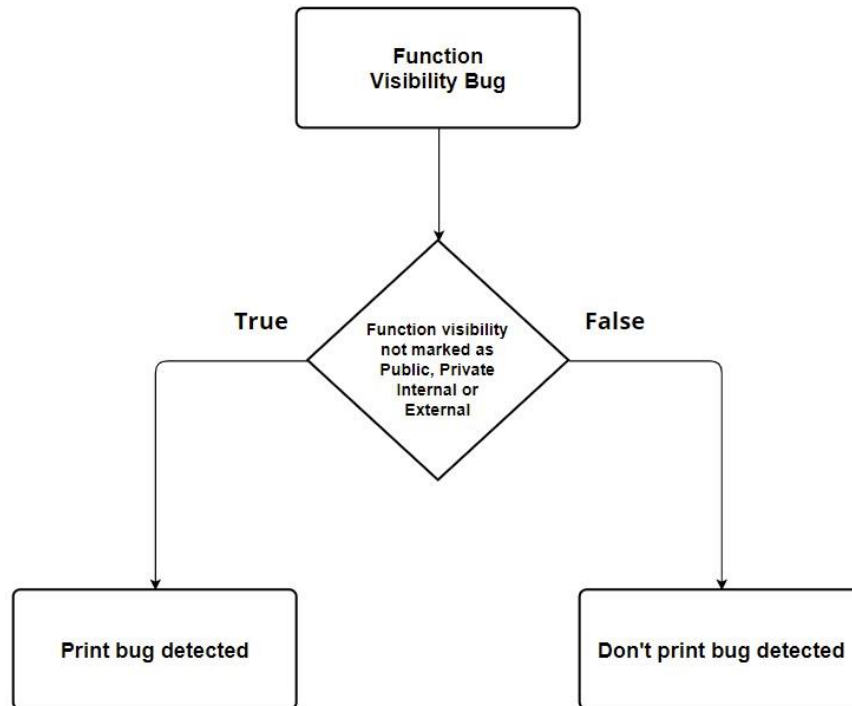 Function
Visibility Bug
True
False
Function visibility
not marked as
Public, Private
Internal or
External
Print bug detected
Don't print bug detected